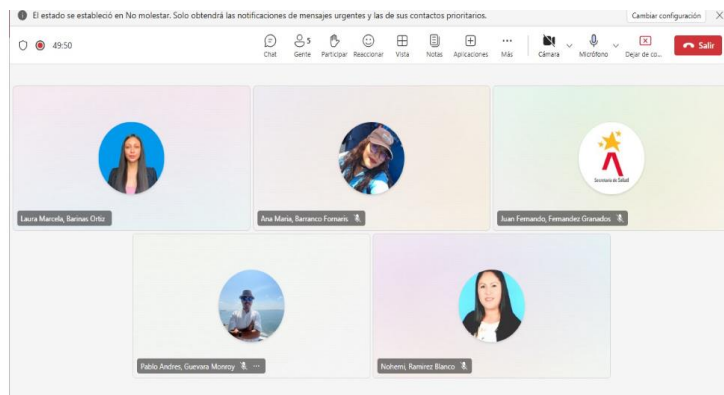 El estado se estableció en No molestar. Solo obtendrá las notificaciones de mensajes urgentes y las de sus contactos prioritarios.
Cambiar configuración
49:50
5
Chat Gente Participar Reaccionar Vista Notas Aplicaciones Más Cámara Micrófono Dejar de co... Salir
Secretaría de Salud
Laura Marcela, Barinas Ortiz
Ana Maria, Barranco Fornaris
Juan Fernando, Fernandez Granados
Pablo Andres, Guevara Monroy
Nohemi, Ramirez Blanco